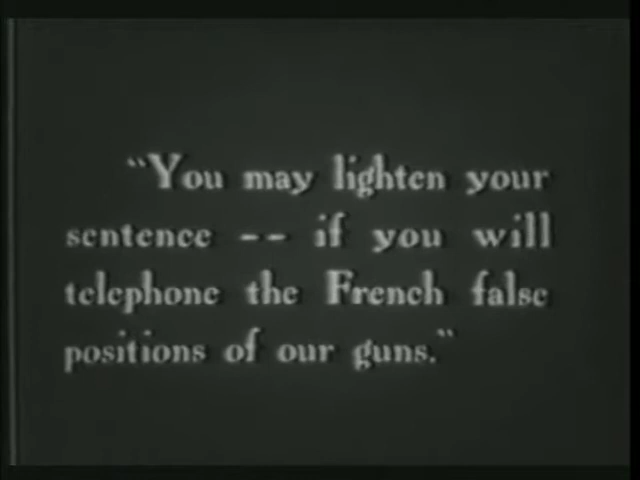 "You may lighten your
sentence -- if you will
telephone the French false
positions of our guns."